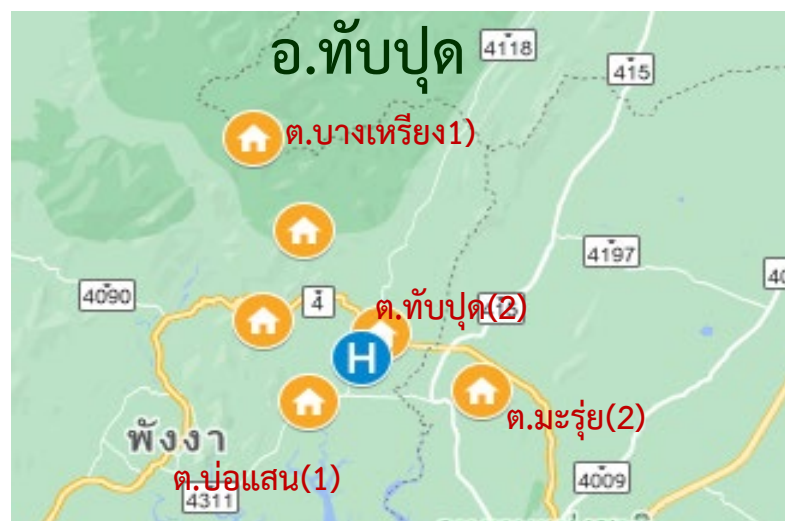 อ.ทับปุด
4118
415
ต.บางเหรียง1)
4197
4090
4
ต.ทับปุด(2)
ต.มะรุ่ย(2)
พังงา
ต.บ่อแสน(1)
4311
4009